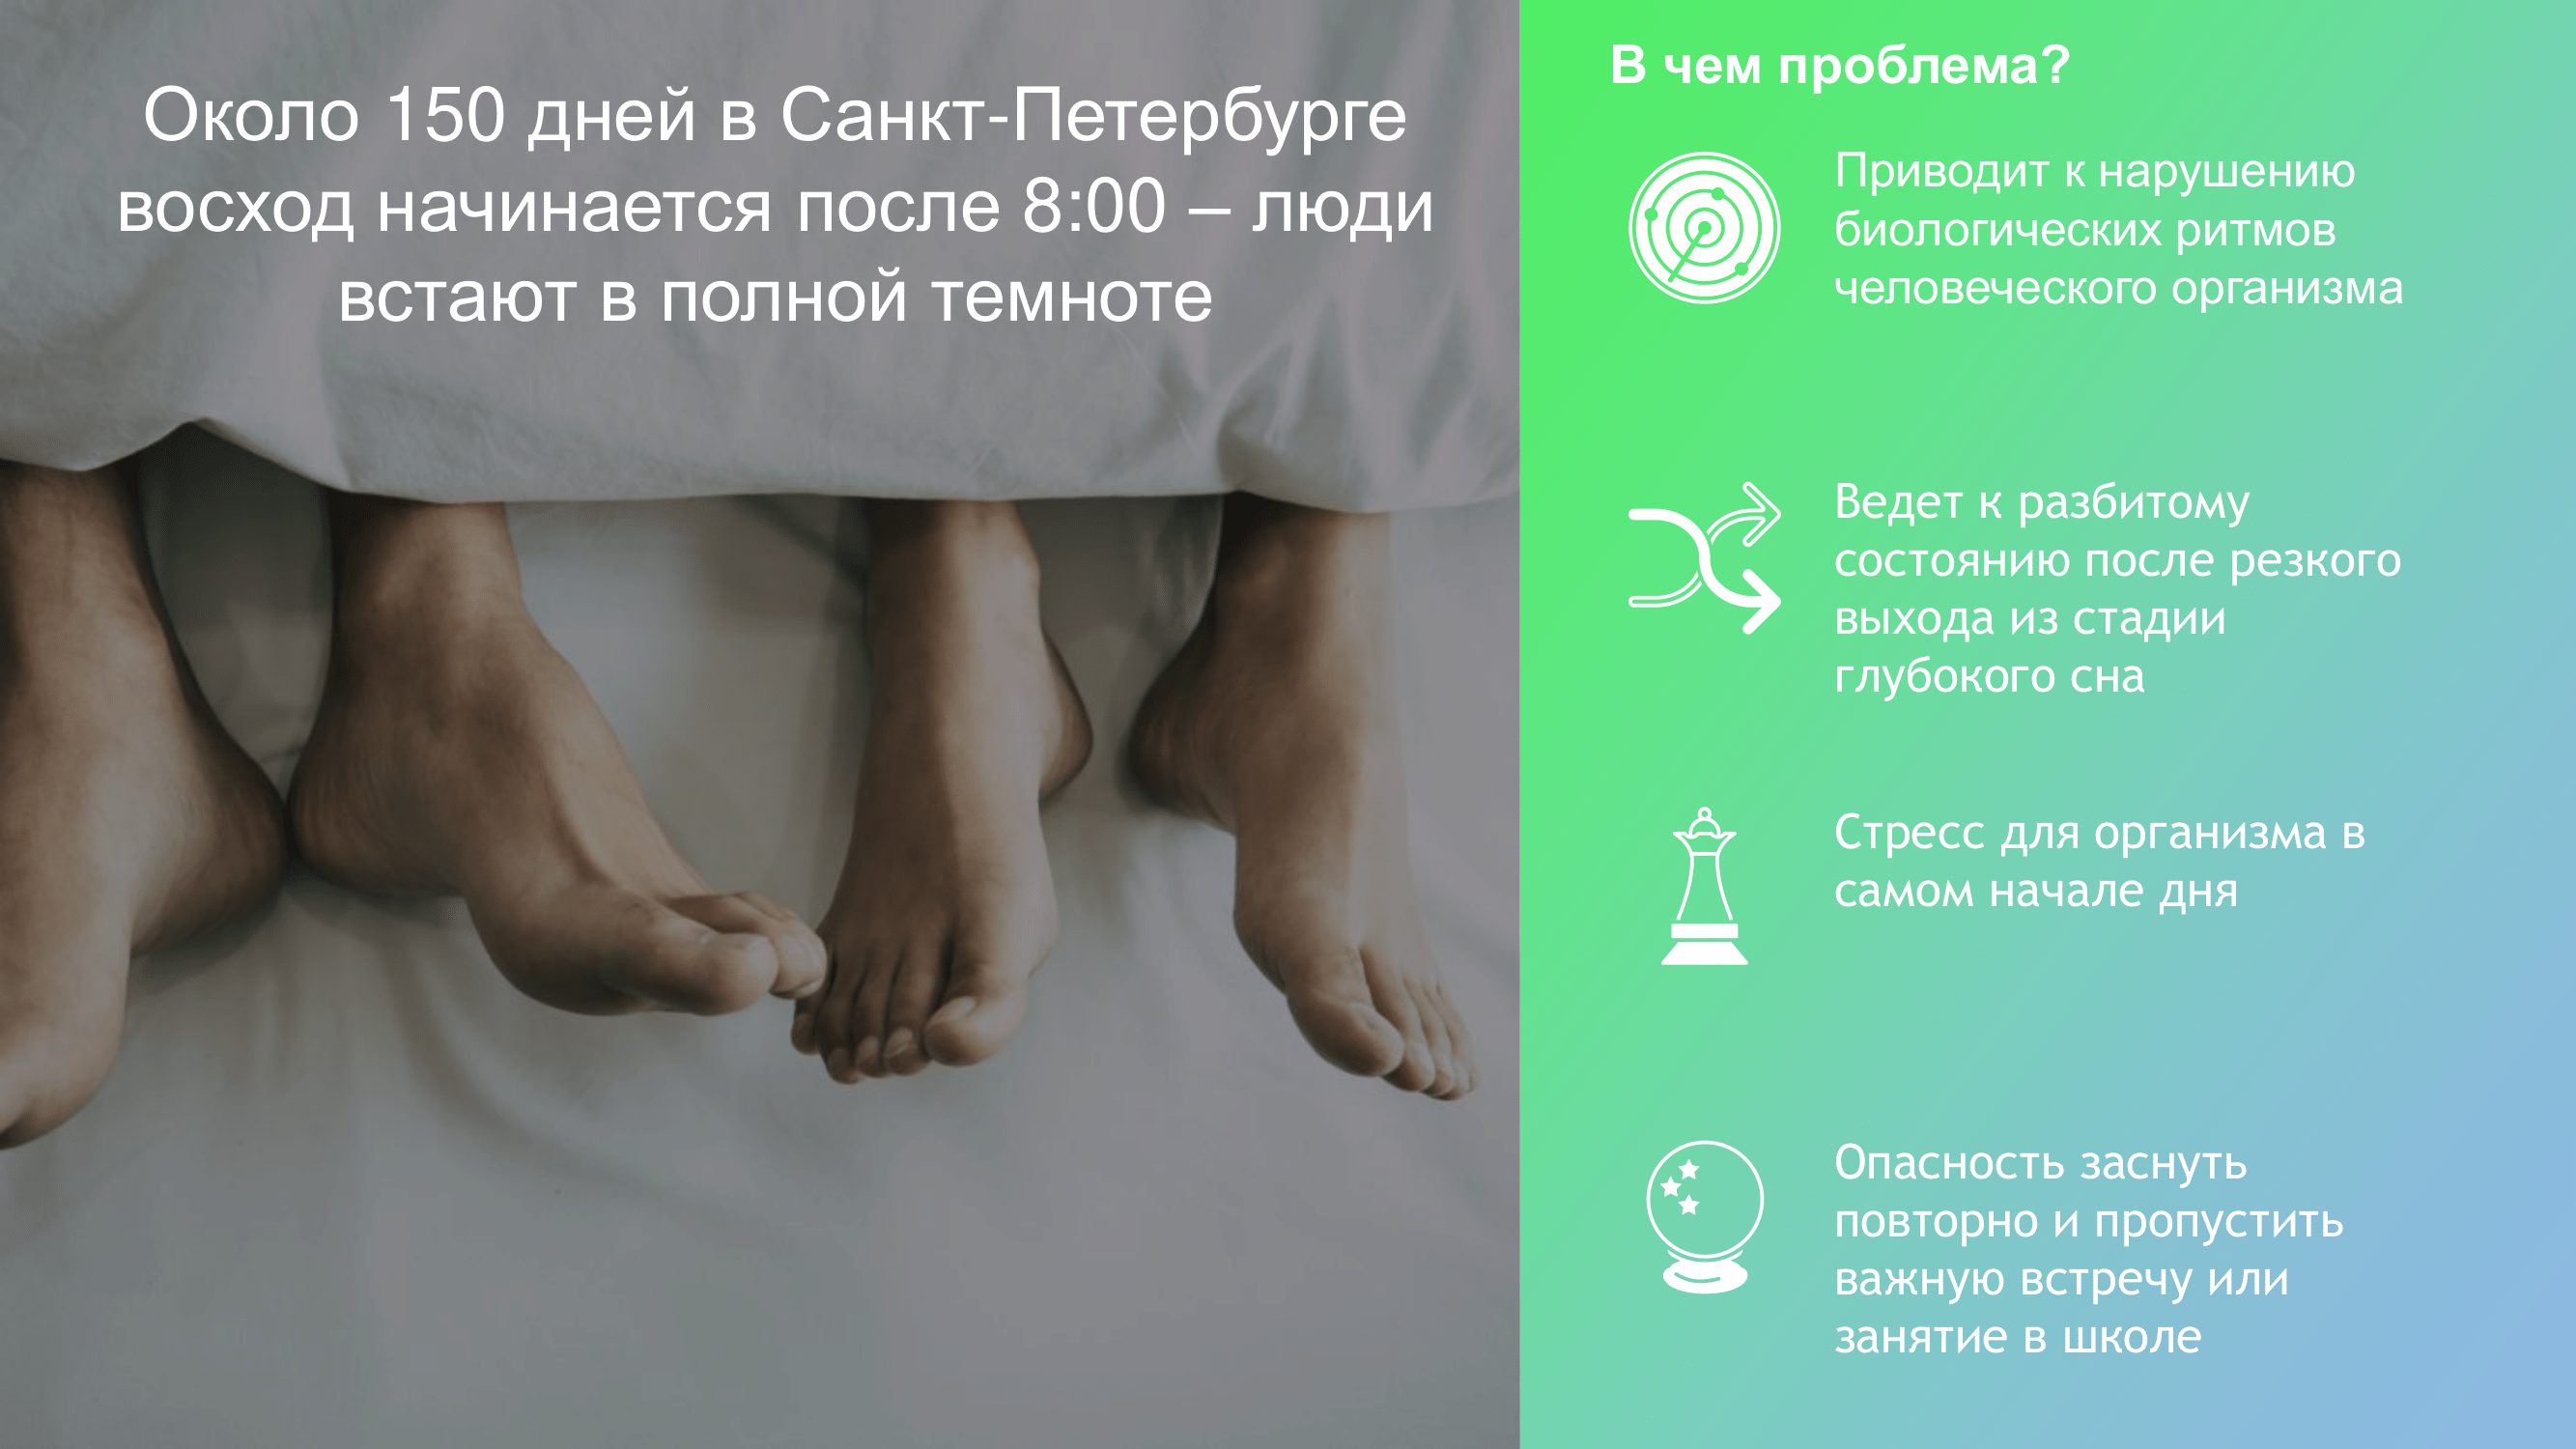 Около 150 дней в Санкт-Петербурге
восход начинается после 8:00 – люди
встают в полной темноте
В чем проблема?
Приводит к нарушению
биологических ритмов
человеческого организма
Ведет к разбитому
состоянию после резкого
выхода из стадии
глубокого сна
Стресс для организма в
самом начале дня
Опасность заснуть
повторно и пропустить
важную встречу или
занятие в школе